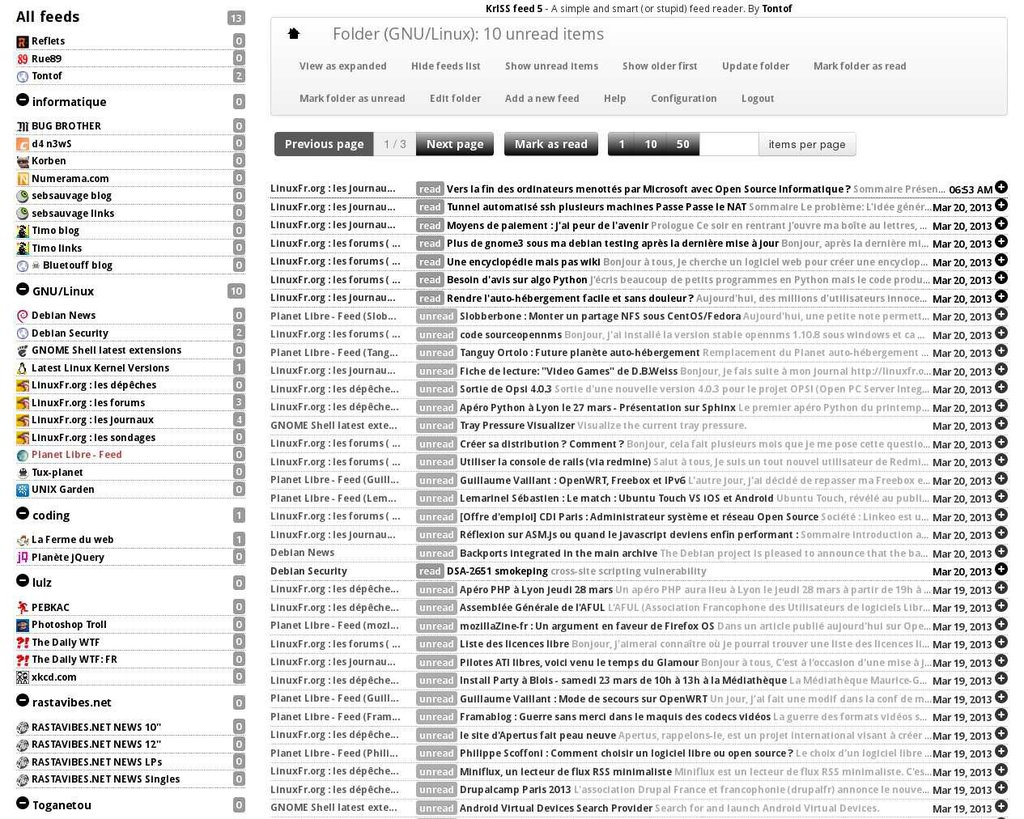 All feeds 13
Reflets 0
Rue89 0
Tontof 2
informatique 0
BUG BROTHER 0
d4 n3wS 0
Korben 0
Numerama.com 0
sebsauvage blog 0
sebsauvage links 0
Timo blog 0
Timo links 0
☠ Bluetouff blog 0
GNU/Linux 10
Debian News 0
Debian Security 2
GNOME Shell latest extensions 0
Latest Linux Kernel Versions 1
LinuxFr.org : les dépêches 0
LinuxFr.org : les forums 3
LinuxFr.org : les journaux 4
LinuxFr.org : les sondages 0
Planet Libre - Feed 0
Tux-planet 0
UNIX Garden 0
coding 1
La Ferme du web 1
Planète jQuery 0
lulz 0
PEBKAC 0
Photoshop Troll 0
The Daily WTF 0
The Daily WTF: FR 0
xkcd.com 0
rastavibes.net 0
RASTAVIBES.NET NEWS 10" 0
RASTAVIBES.NET NEWS 12" 0
RASTAVIBES.NET NEWS LPs 0
RASTAVIBES.NET NEWS Singles 0
Toganetou 0
KrISS feed 5 - A simple and smart (or stupid) feed reader. By Tontof
Folder (GNU/Linux): 10 unread items
View as expanded Hide feeds list Show unread items Show older first Update folder Mark folder as read
Mark folder as unread Edit folder Add a new feed Help Configuration Logout
Previous page 1 / 3 Next page Mark as read 1 10 50 items per page
LinuxFr.org : les journau... read Vers la fin des ordinateurs menottés par Microsoft avec Open Source Informatique ? Sommaire Présen... 06:53 AM
LinuxFr.org : les journau... read Tunnel automatisé ssh plusieurs machines Passe Passe le NAT Sommaire Le problème: L'idée génér... Mar 20, 2013
LinuxFr.org : les journau... read Moyens de paiement : j'ai peur de l'avenir Prologue Ce soir en rentrant j'ouvre ma boîte au lettres, ... Mar 20, 2013
LinuxFr.org : les forums ( ... read Plus de gnome3 sous ma debian testing après la dernière mise à jour Bonjour, après la dernière mi... Mar 20, 2013
LinuxFr.org : les forums ( ... read Une encyclopédie mais pas wiki Bonjour à tous, Je cherche un logiciel web pour créer une encyclop... Mar 20, 2013
LinuxFr.org : les forums ( ... read Besoin d'avis sur algo Python J'écris beaucoup de petits programmes en Python mais le code produ... Mar 20, 2013
LinuxFr.org : les journau... read Rendre l'auto-hébergement facile et sans douleur ? Aujourd'hui, des millions d'utilisateurs innoce... Mar 20, 2013
Planet Libre - Feed (Slob... unread Slobberbone : Monter un partage NFS sous CentOS/Fedora Aujourd'hui, une petite note permett... Mar 20, 2013
LinuxFr.org : les forums ( ... unread code sourceopennms Bonjour, j'ai installé la version stable opennms 1.10.8 sous windows et ca ... Mar 20, 2013
Planet Libre - Feed (Tang... unread Tanguy Ortolo : Future planète auto-hébergement Remplacement du Planet auto-hébergement ... Mar 20, 2013
LinuxFr.org : les journau... unread Fiche de lecture: "Video Games" de D.B.Weiss Bonjour, Je fais suite à mon journal http://linuxfr.o... Mar 20, 2013
LinuxFr.org : les dépêche... unread Sortie de Opsi 4.0.3 Sortie d'une nouvelle version 4.0.3 pour le projet OPSI (Open PC Server Integ... Mar 20, 2013
LinuxFr.org : les dépêche... unread Apéro Python à Lyon le 27 mars - Présentation sur Sphinx Le premier apéro Python du printemp... Mar 20, 2013
GNOME Shell latest exte... unread Tray Pressure Visualizer Visualize the current tray pressure. Mar 20, 2013
LinuxFr.org : les forums ( ... unread Créer sa distribution ? Comment ? Bonjour, cela fait plusieurs mois que je me pose cette questio... Mar 20, 2013
LinuxFr.org : les forums ( ... unread Utiliser la console de rails (via redmine) Salut à tous, Je suis un tout nouvel utilisateur de Redmi... Mar 20, 2013
Planet Libre - Feed (Guill... unread Guillaume Vaillant : OpenWRT, Freebox et IPv6 L'autre jour, j'ai décidé de repasser ma Freebox e... Mar 20, 2013
Planet Libre - Feed (Lem... unread Lemarinel Sébastien : Le match : Ubuntu Touch VS iOS et Android Ubuntu Touch, révélé au publi... Mar 20, 2013
LinuxFr.org : les forums ( ... unread [Offre d'emploi] CDI Paris : Administrateur système et réseau Open Source Société : Linkeo est u... Mar 20, 2013
LinuxFr.org : les journau... unread Réflexion sur ASM.js ou quand le javascript deviens enfin performant : Sommaire Introduction a... Mar 20, 2013
Debian News unread Backports integrated in the main archive The Debian project is pleased to announce that the ba... Mar 20, 2013
Debian Security read DSA-2651 smokeping cross-site scripting vulnerability Mar 20, 2013
LinuxFr.org : les dépêche... unread Apéro PHP à Lyon jeudi 28 mars Un apéro PHP aura lieu à Lyon le jeudi 28 mars à partir de 19h à ... Mar 19, 2013
LinuxFr.org : les dépêche... unread Assemblée Générale de l'AFUL L'AFUL (Association Francophone des Utilisateurs de logiciels Libr... Mar 19, 2013
Planet Libre - Feed (mozi... unread mozillaZine-fr : Un argument en faveur de Firefox OS Dans un article publié aujourd'hui sur Ope... Mar 19, 2013
LinuxFr.org : les forums ( ... unread Liste des licences libre Bonjour, j'aimerai connaître où je pourral trouver une liste des licences li... Mar 19, 2013
LinuxFr.org : les journau... unread Pilotes ATI libres, voici venu le temps du Glamour Bonjour à tous, C'est à l'occasion d'une mise à j... Mar 19, 2013
LinuxFr.org : les dépêche... unread Install Party à Blois - samedi 23 mars de 10h à 13h à la Médiathèque La Médiathèque Maurice-G... Mar 19, 2013
Planet Libre - Feed (Guill... unread Guillaume Vaillant : Mode de secours sur OpenWRT Un jour, j'ai fait une modif dans la conf de m... Mar 19, 2013
Planet Libre - Feed (Fram... unread Framablog : Guerre sans merci dans le maquis des codecs vidéos La guerre des formats vidéos s... Mar 19, 2013
LinuxFr.org : les dépêche... unread le site d'Apertus fait peau neuve Apertus, rappelons-le, est un projet international visant à créer ... Mar 19, 2013
Planet Libre - Feed (Phili... unread Philippe Scoffoni : Comment choisir un logiciel libre ou open source ? Le choix d'un logiciel libre ... Mar 19, 2013
LinuxFr.org : les dépêche... unread Miniflux, un lecteur de flux RSS minimaliste Miniflux est un lecteur de flux RSS minimaliste. C'es... Mar 19, 2013
LinuxFr.org : les dépêche... unread Drupalcamp Paris 2013 L'association Drupal France et francophonie (drupalfr) annonce le nouve... Mar 19, 2013
GNOME Shell latest exte... unread Android Virtual Devices Search Provider Search for and launch Android Virtual Devices. Mar 19, 2013